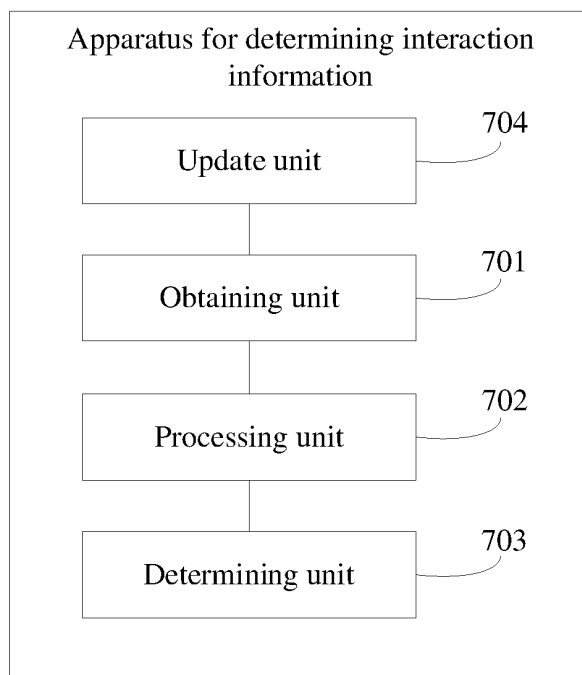 Apparatus for determining interaction
information
704
Update unit
701
Obtaining unit
702
Processing unit
703
Determining unit